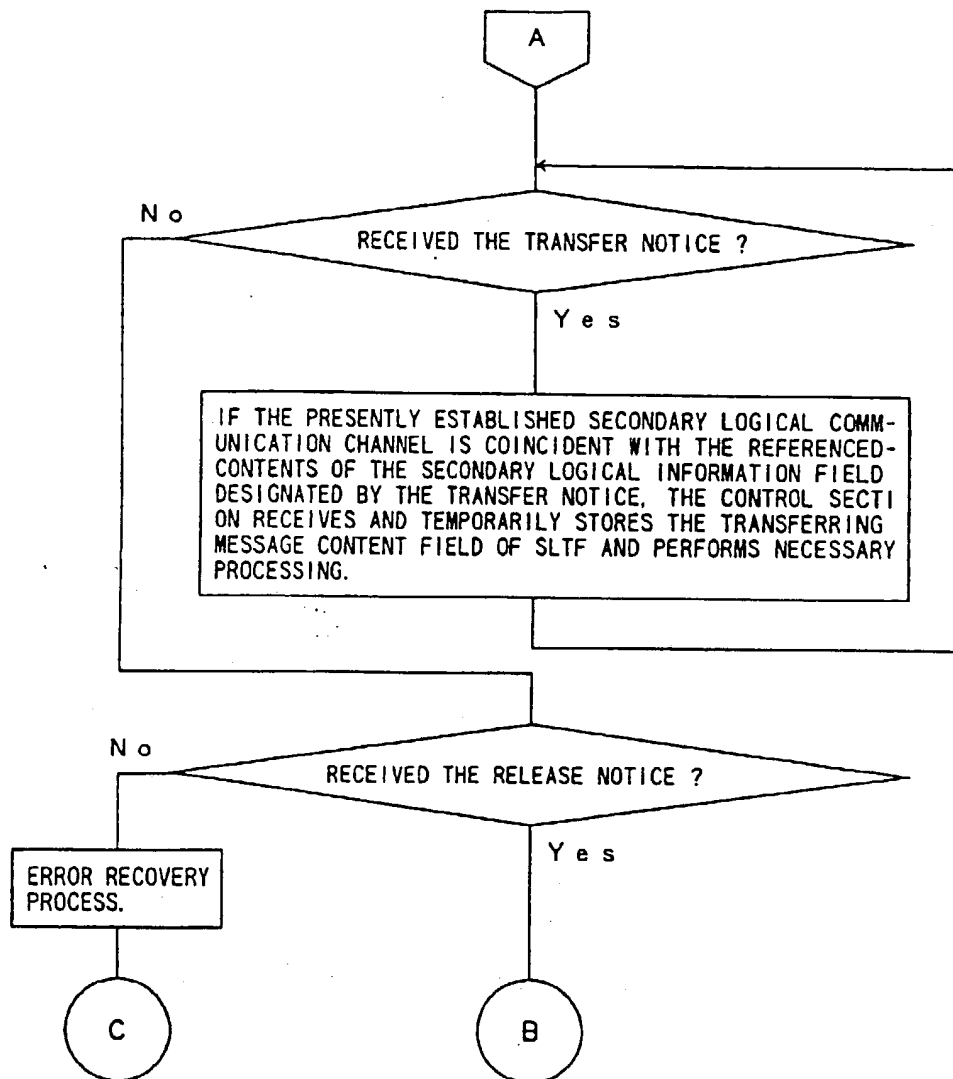 A
No
RECEIVED THE TRANSFER NOTICE ?
Yes
IF THE PRESENTLY ESTABLISHED SECONDARY LOGICAL COMM-
UNICATION CHANNEL IS COINCIDENT WITH THE REFERENCED-
CONTENTS OF THE SECONDARY LOGICAL INFORMATION FIELD
DESIGNATED BY THE TRANSFER NOTICE, THE CONTROL SECTI
ON RECEIVES AND TEMPORARILY STORES THE TRANSFERRING
MESSAGE CONTENT FIELD OF SLTF AND PERFORMS NECESSARY
PROCESSING.
No
RECEIVED THE RELEASE NOTICE ?
Yes
ERROR RECOVERY
PROCESS.
C
B